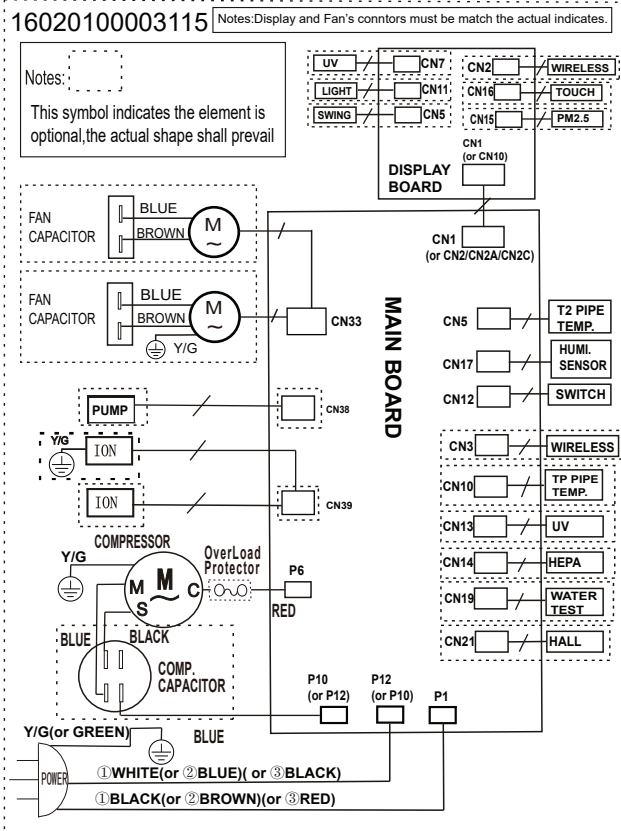 16020100003115
Notes:Display and Fan's conntors must be match the actual indicates.
Notes:
This symbol indicates the element is
optional,the actual shape shall prevail
UV
CN7
LIGHT
CN11
SWING
CN5
CN2
WIRELESS
CN16
TOUCH
CN15
PM2.5
CN1
(or CN10)
DISPLAY
BOARD
CN1
(or CN2/CN2A/CN2C)
FAN
CAPACITOR
BLUE
BROWN
M
~
FAN
CAPACITOR
BLUE
BROWN
M
~
Y/G
CN33
MAIN BOARD
CN5
T2 PIPE
TEMP.
CN17
HUMI.
SENSOR
CN12
SWITCH
PUMP
CN38
Y/G
ION
ION
CN39
CN3
WIRELESS
CN10
TP PIPE
TEMP.
CN13
UV
CN14
HEPA
CN19
WATER
TEST
CN21
HALL
COMPRESSOR
Y/G
M
M
~
S
C
OverLoad
Protector
P6
RED
BLUE
BLACK
COMP.
CAPACITOR
BLUE
P10
(or P12)
P12
(or P10)
P1
Y/G(or GREEN)
POWER
①WHITE(or ②BLUE)( or ③BLACK)
①BLACK(or ②BROWN)(or ③RED)